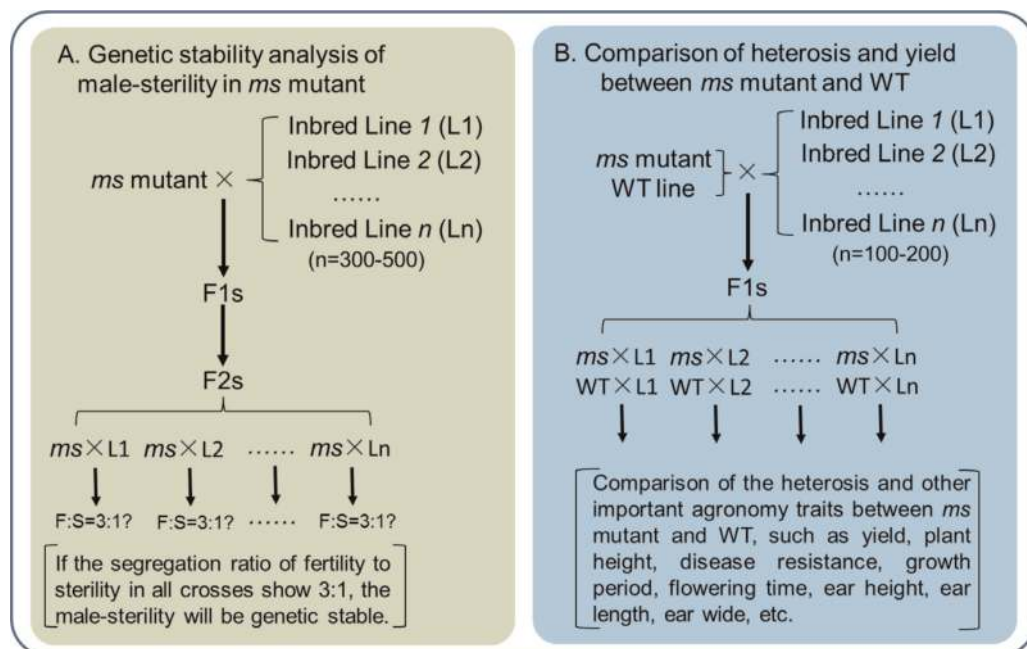 A. Genetic stability analysis of
male-sterility in ms mutant
Inbred Line 1 (L1)
Inbred Line 2 (L2)
ms mutant ×
......
Inbred Line n (Ln)
(n=300-500)
F1s
F2s
ms×L1 ms×L2 ...... ms×Ln
F:S=3:1? F:S=3:1? ...... F:S=3:1?
If the segregation ratio of fertility to
sterility in all crosses show 3:1, the
male-sterility will be genetic stable.
B. Comparison of heterosis and yield
between ms mutant and WT
Inbred Line 1 (L1)
Inbred Line 2 (L2)
ms mutant
WT line
×
......
Inbred Line n (Ln)
(n=100-200)
F1s
ms×L1 ms×L2 ...... ms×Ln
WT×L1 WT×L2 ...... WT×Ln
Comparison of the heterosis and other
important agronomy traits between ms
mutant and WT, such as yield, plant
height, disease resistance, growth
period, flowering time, ear height, ear
length, ear wide, etc.